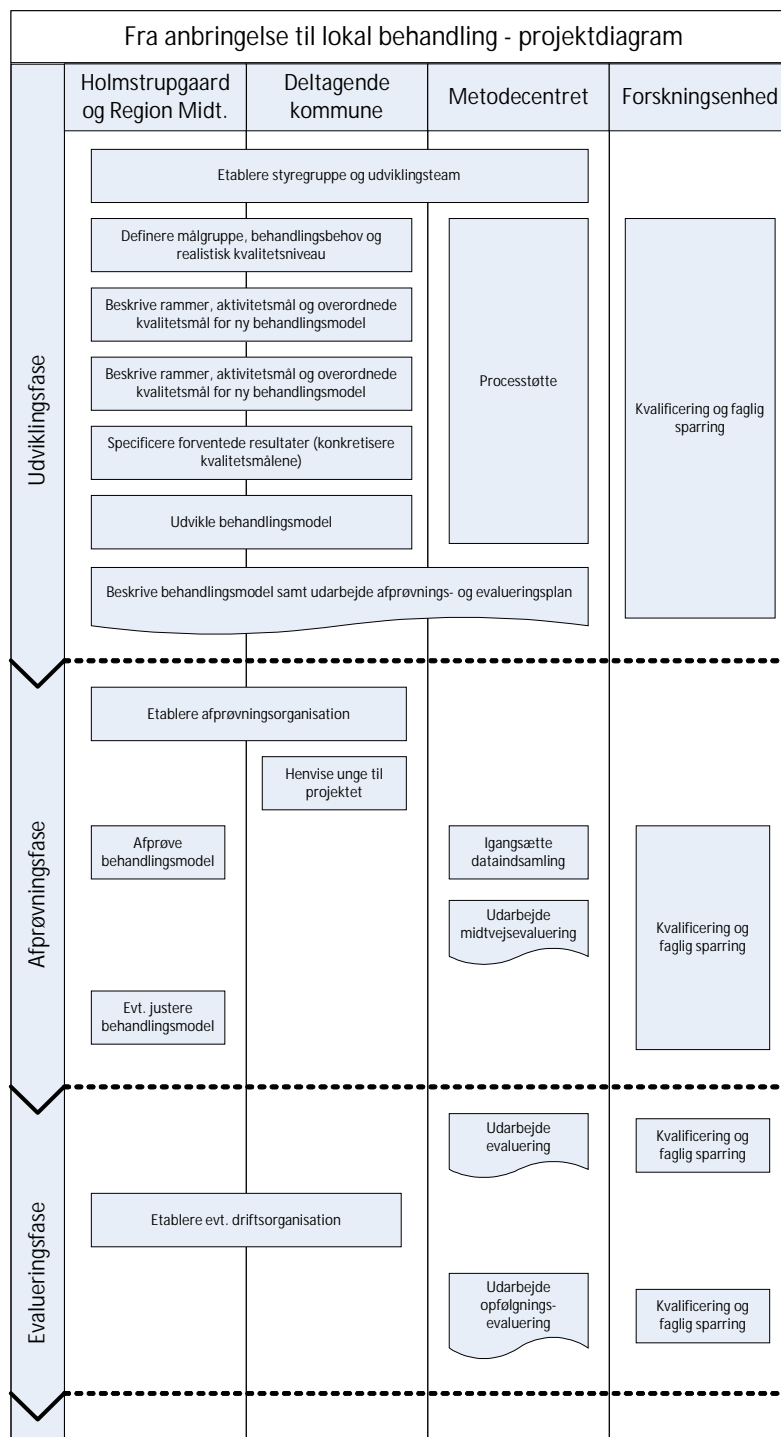 Fra anbringelse til lokal behandling - projektdiagram
Holmstrupgaard
og Region Midt.
Deltagende
kommune
Metodecentret
Forskningsenhed
Udviklingsfase
Etablere styregruppe og udviklingsteam
Definere målgruppe, behandlingsbehov og
realistisk kvalitetsniveau
Beskrive rammer, aktivitetsmål og overordnede
kvalitetsmål for ny behandlingsmodel
Beskrive rammer, aktivitetsmål og overordnede
kvalitetsmål for ny behandlingsmodel
Specificere forventede resultater (konkretisere
kvalitetsmålene)
Udvikle behandlingsmodel
Beskrive behandlingsmodel samt udarbejde afprøvnings- og evalueringsplan
Processtøtte
Kvalificering og faglig
sparring
Afprøvningsfase
Etablere afprøvningsorganisation
Henvise unge til
projektet
Afprøve
behandlingsmodel
Igangsætte
dataindsamling
Udarbejde
midtvejsevaluering
Kvalificering og
faglig sparring
Evt. justere
behandlingsmodel
Evalueringsfase
Udarbejde
evaluering
Kvalificering og
faglig sparring
Etablere evt. driftsorganisation
Udarbejde
opfølgnings-
evaluering
Kvalificering og
faglig sparring